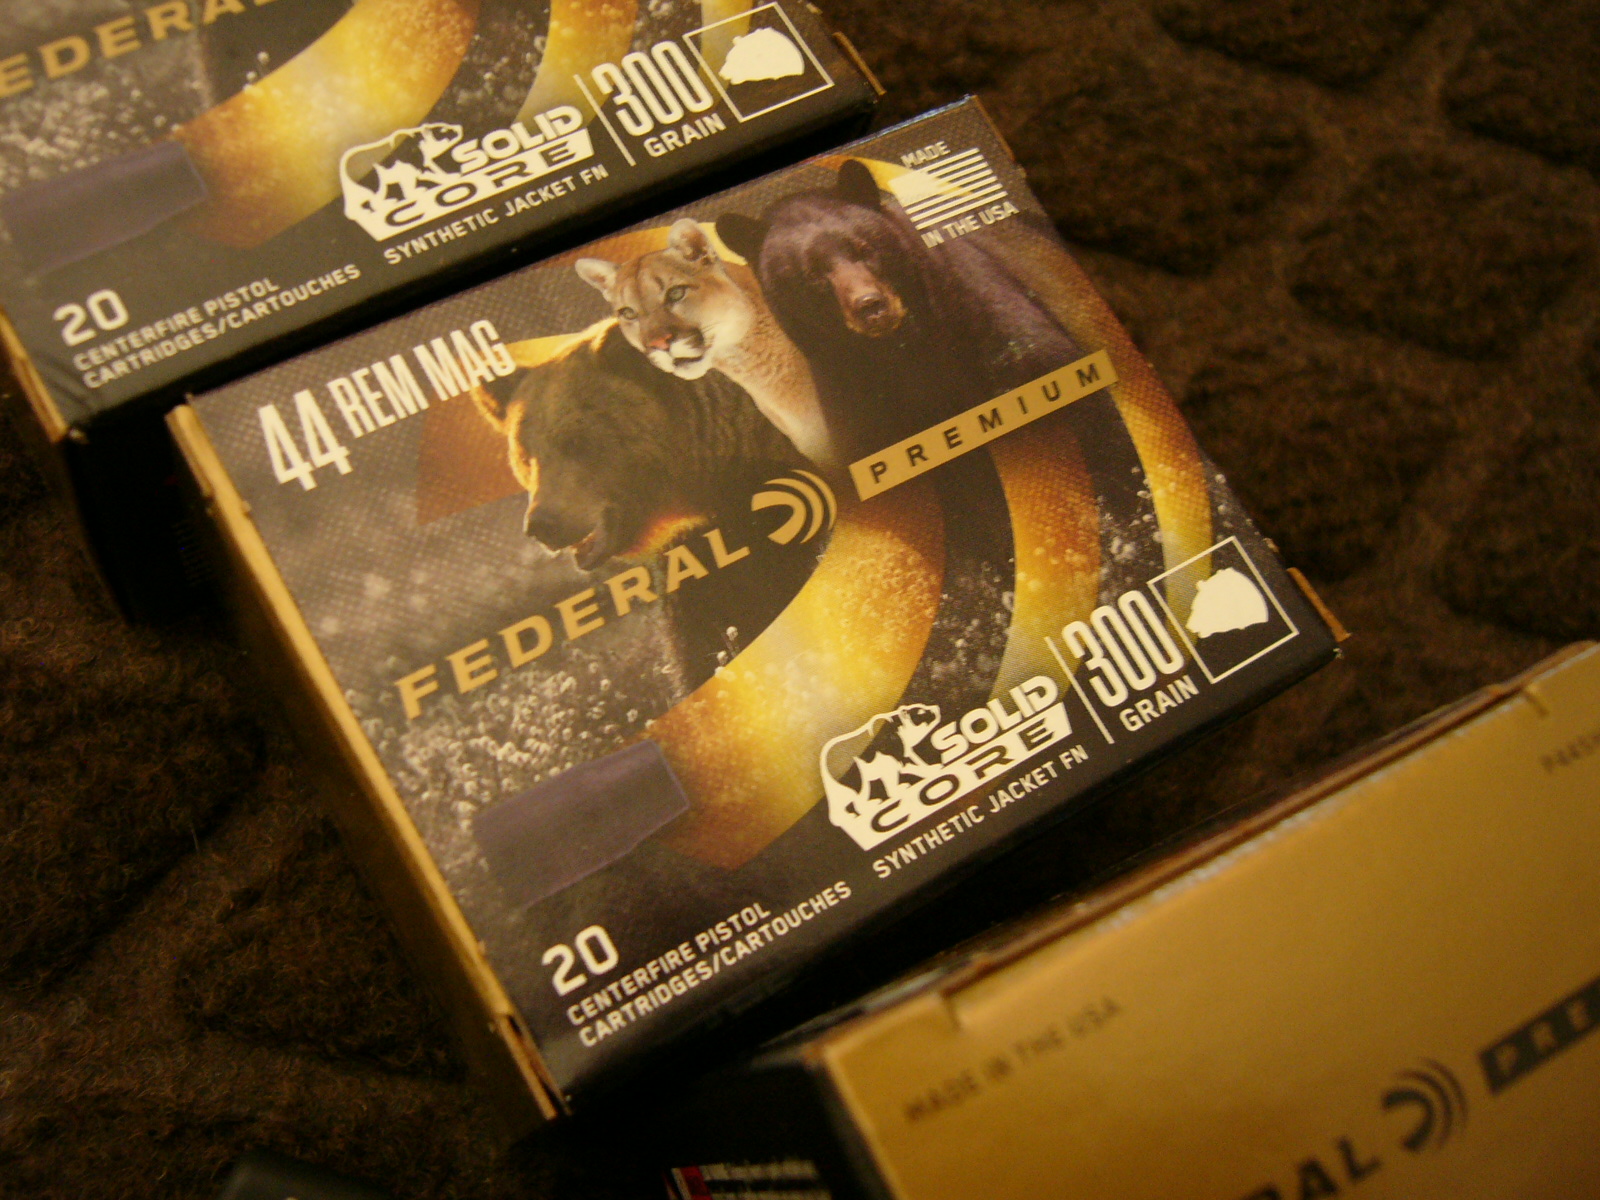 FEDERAL
SOLID
CORE
300
GRAIN
SYNTHETIC JACKET FN
20
CENTERFIRE PISTOL
CARTRIDGES/CARTOUCHES
MADE
IN THE USA
44 REM MAG
PREMIUM
FEDERAL
SOLID
CORE
300
GRAIN
SYNTHETIC JACKET FN
20
CENTERFIRE PISTOL
CARTRIDGES/CARTOUCHES
MADE IN THE USA
RAL PRE